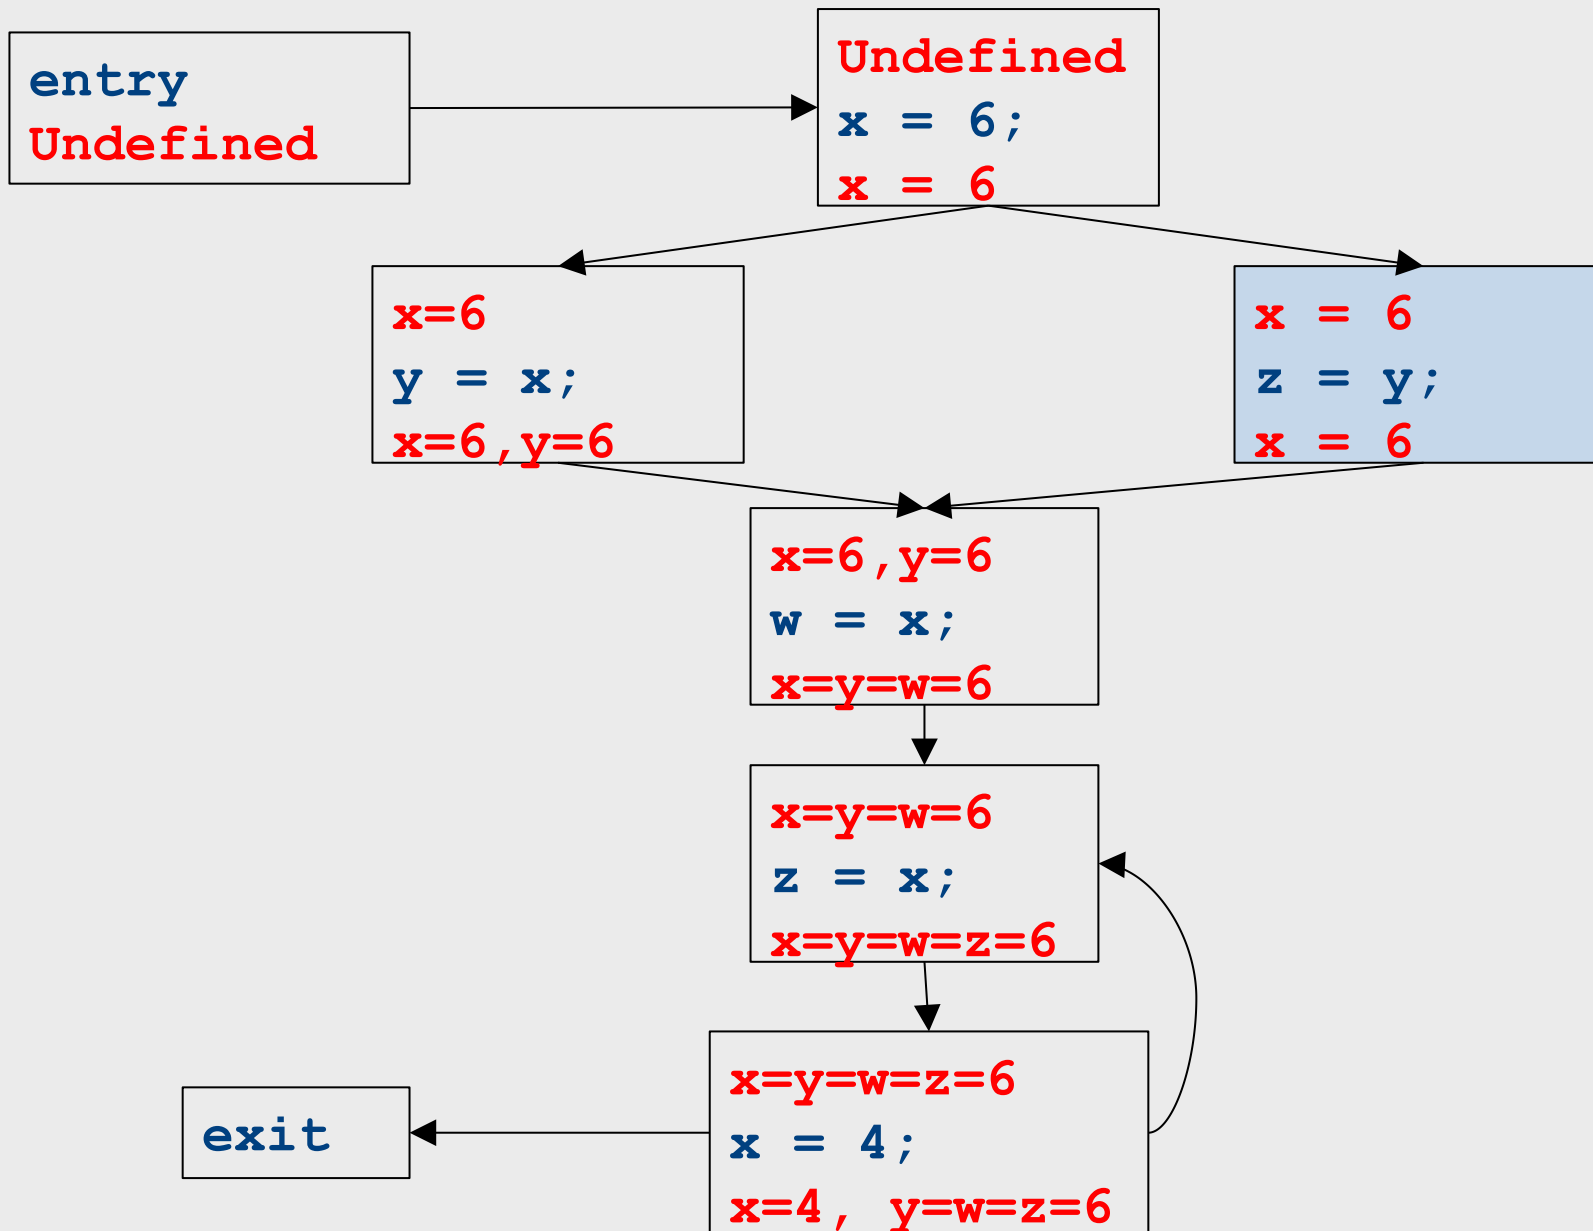 entry
Undefined
Undefined
x = 6;
x = 6
x=6
y = x;
x=6,y=6
x = 6
z = y;
x = 6
x=6,y=6
w = x;
x=y=w=6
x=y=w=6
z = x;
x=y=w=z=6
x=y=w=z=6
x = 4;
x=4, y=w=z=6
exit